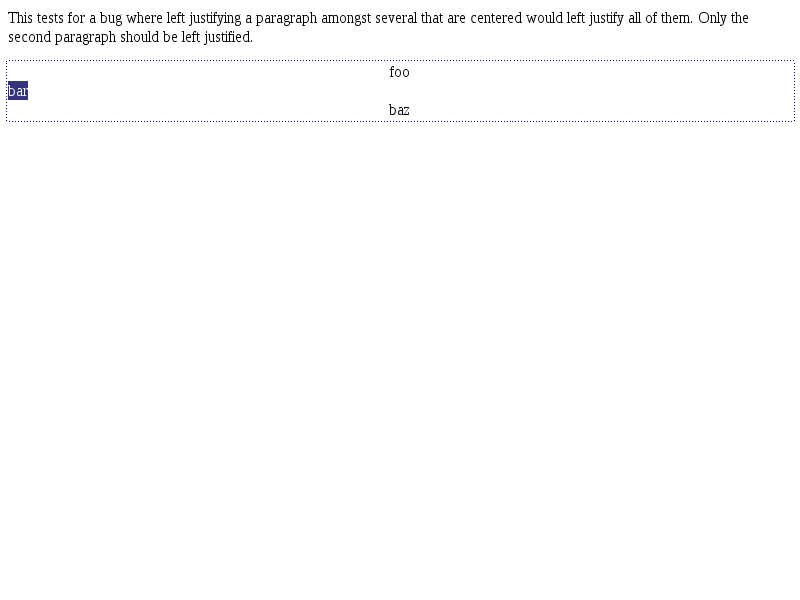 This tests for a bug where left justifying a paragraph amongst several that are centered would left justify all of them. Only the
second paragraph should be left justified.
foo
bar
baz